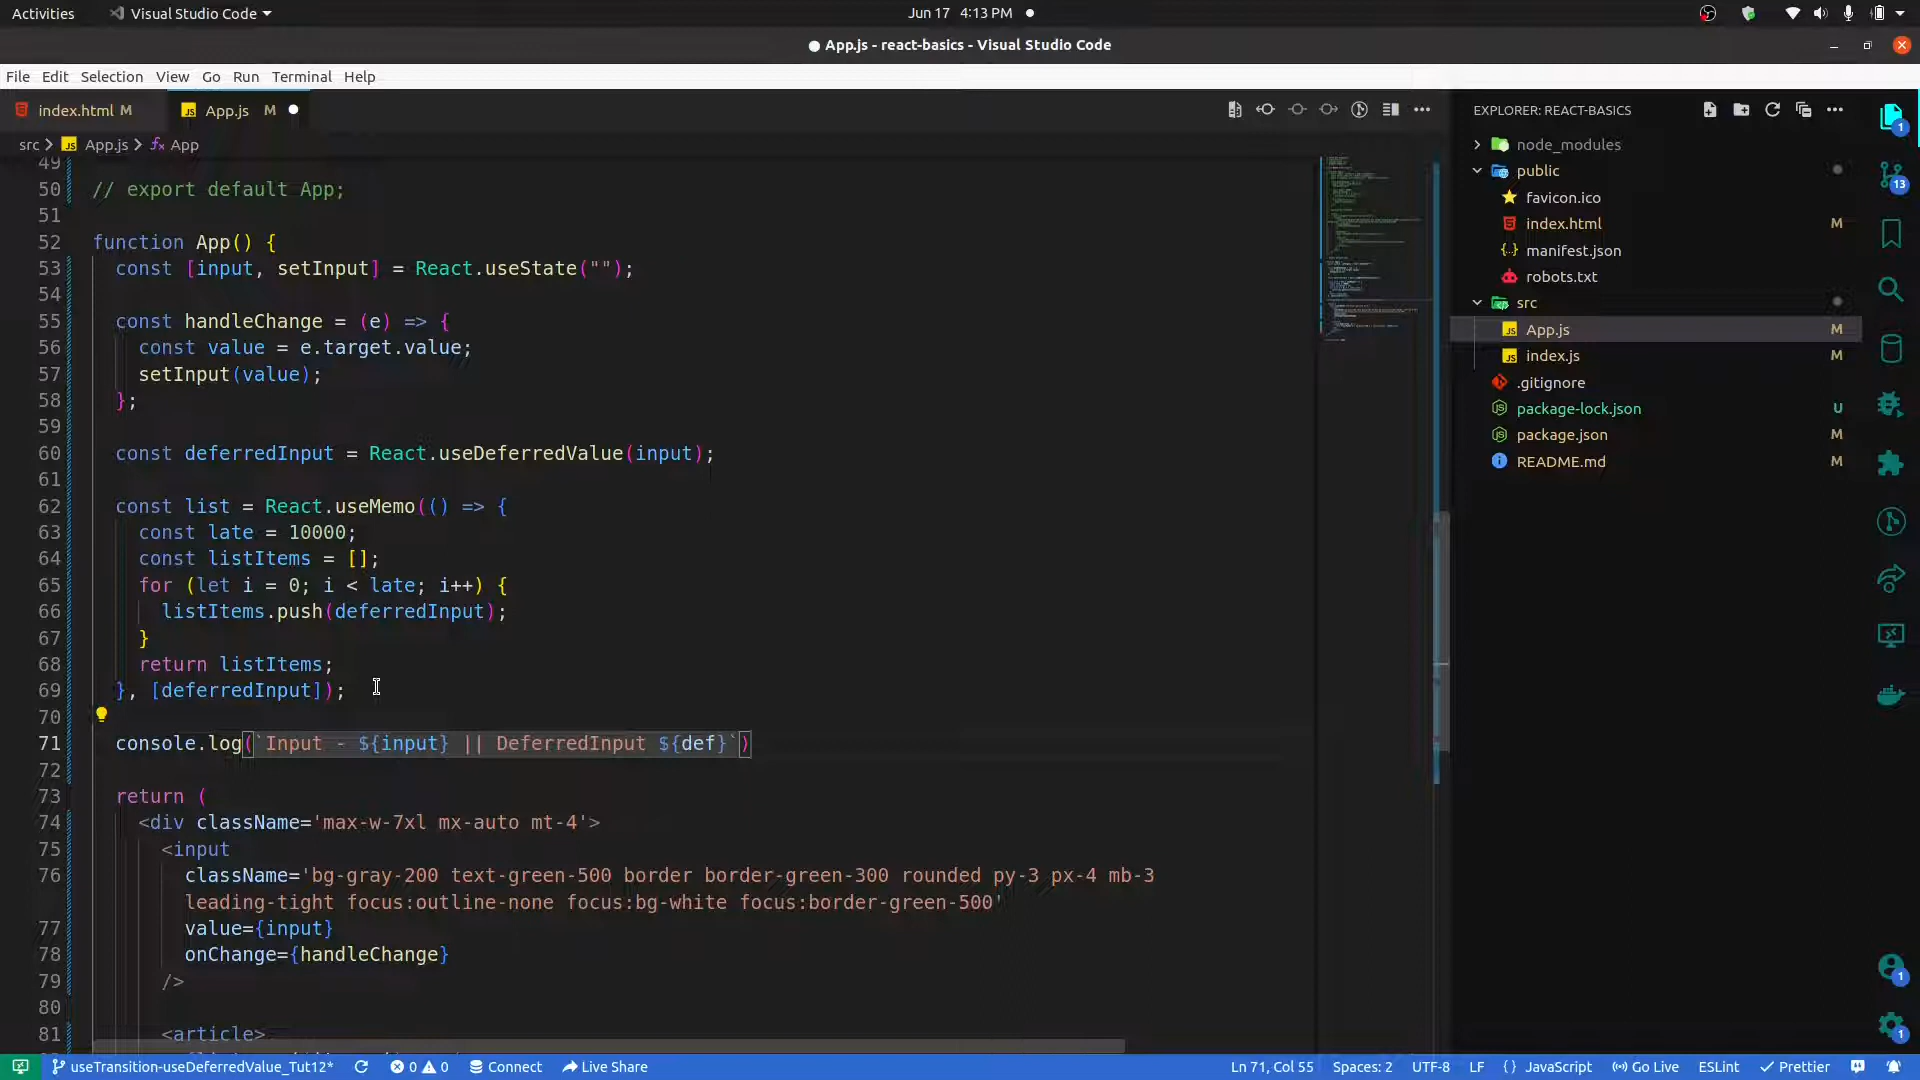 Activities Visual Studio Code Jun 17 4:13 PM
App.js - react-basics - Visual Studio Code
File Edit Selection View Go Run Terminal Help
index.html M App.js M
src App.js App
49
50 // export default App;
51
52 function App() {
53 const [input, setInput] = React.useState("");
54
55 const handleChange = (e) => {
56 const value = e.target.value;
57 setInput(value);
58 };
59
60 const deferredInput = React.useDeferredValue(input);
61
62 const list = React.useMemo(() => {
63 const late = 10000;
64 const listItems = [];
65 for (let i = 0; i < late; i++) {
66 listItems.push(deferredInput);
67 }
68 return listItems;
69 }, [deferredInput]);
70
71 console.log(`Input - ${input} || DeferredInput ${def}`)
72
73 return (
74 <div className='max-w-7xl mx-auto mt-4'>
75 <input
76 className='bg-gray-200 text-green-500 border border-green-300 rounded py-3 px-4 mb-3
leading-tight focus:outline-none focus:bg-white focus:border-green-500'
77 value={input}
78 onChange={handleChange}
79 />
80
81 <article>
EXPLORER: REACT-BASICS
node_modules
public
favicon.ico
index.html M
manifest.json
robots.txt
src
App.js M
index.js M
.gitignore
package-lock.json U
package.json M
README.md M
1
13
1
1
useTransition-useDeferredValue_Tut12* 0 0 Connect Live Share Ln 71, Col 55 Spaces: 2 UTF-8 LF {} JavaScript Go Live ESLint Prettier